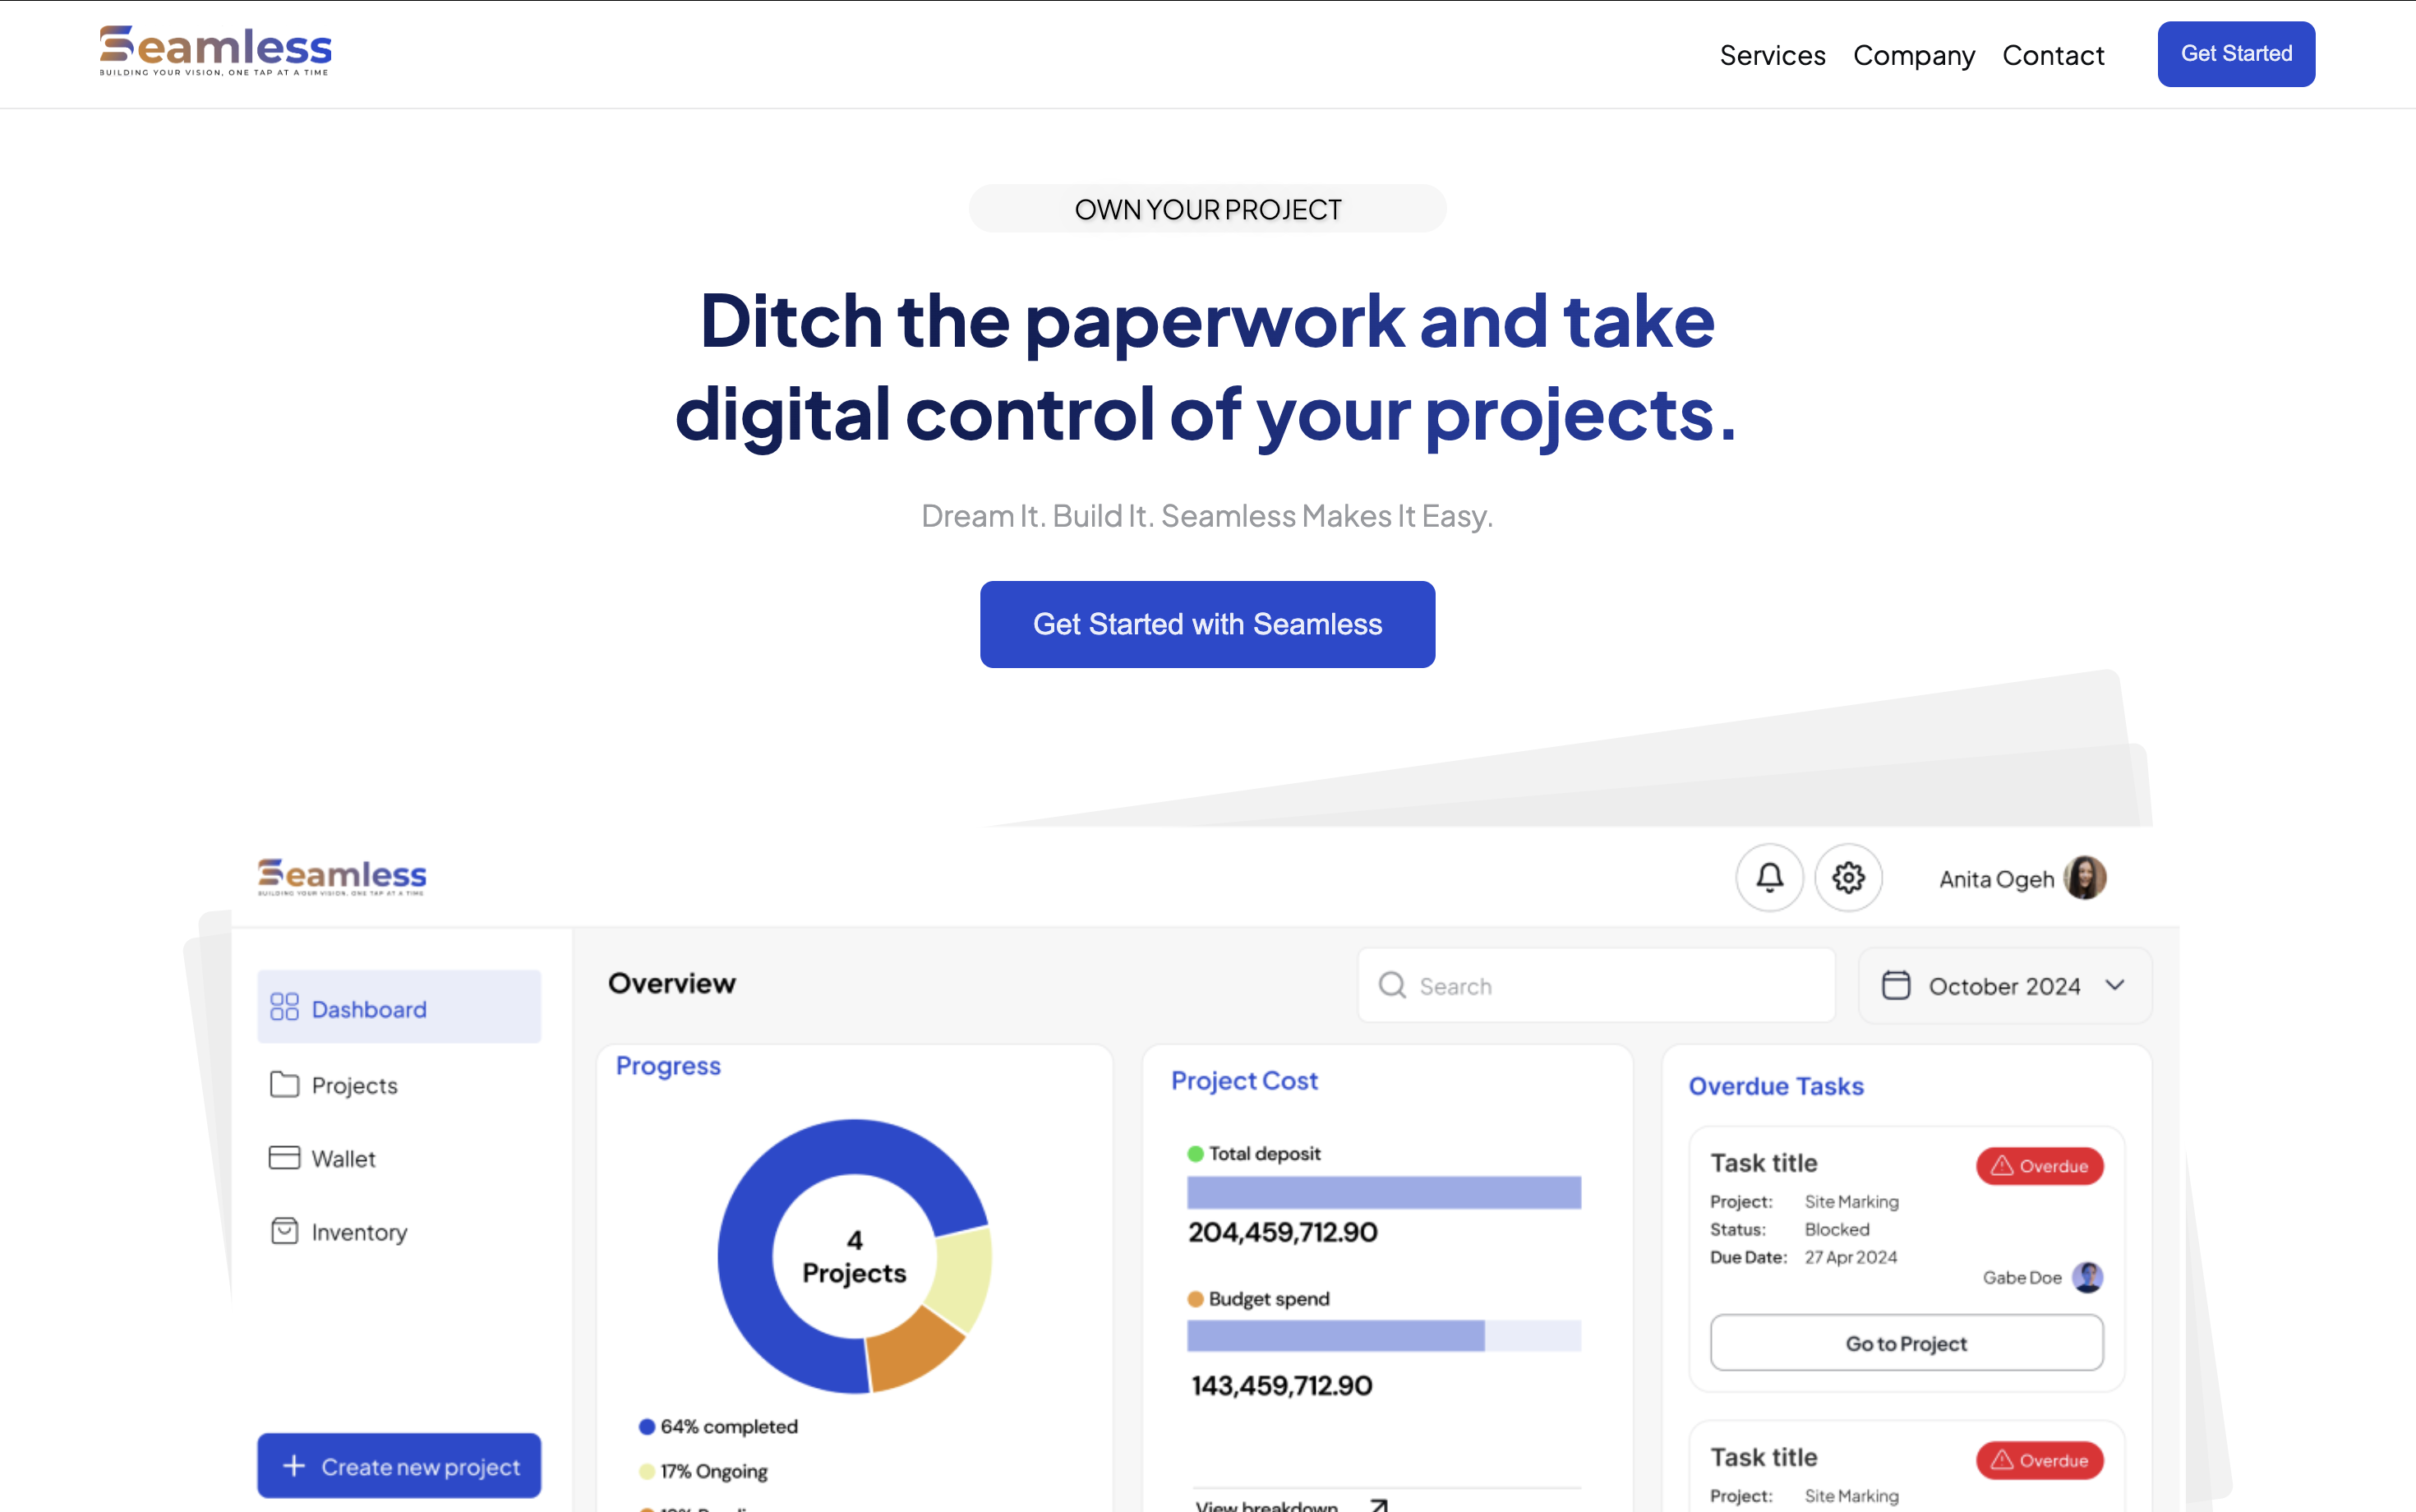 Seamless
BUILDING YOUR VISION, ONE TAP AT A TIME
Services Company Contact Get Started
OWN YOUR PROJECT
Ditch the paperwork and take
digital control of your projects.
Dream It. Build It. Seamless Makes It Easy.
Get Started with Seamless
Seamless
BUILDING YOUR VISION, ONE TAP AT A TIME
Anita Ogeh
Dashboard
Projects
Wallet
Inventory
Create new project
Overview
Search
October 2024
Progress
4
Projects
64% completed
17% Ongoing
Project Cost
Total deposit
204,459,712.90
Budget spend
143,459,712.90
View breakdown
Overdue Tasks
Task title
Overdue
Project: Site Marking
Status: Blocked
Due Date: 27 Apr 2024
Gabe Doe
Go to Project
Task title
Overdue
Project: Site Marking